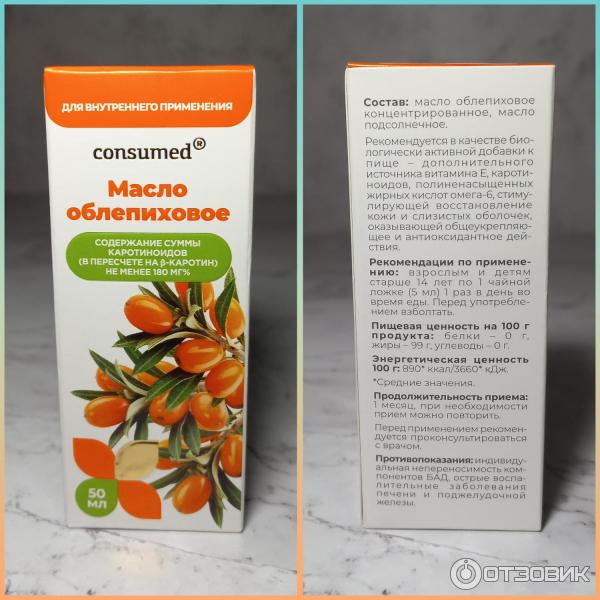 ДЛЯ ВНУТРЕННЕГО ПРИМЕНЕНИЯ
consumed®
Масло
облепиховое
СОДЕРЖАНИЕ СУММЫ
КАРОТИНОИДОВ
(В ПЕРЕСЧЕТЕ НА β-КАРОТИН)
НЕ МЕНЕЕ 180 МГ%
50
МЛ
Состав: масло облепиховое
концентрированное, масло
подсолнечное.
Рекомендуется в качестве био-
логически активной добавки к
пище – дополнительного
источника витамина Е, кароти-
ноидов, полиненасыщенных
жирных кислот омега-6, стиму-
лирующей восстановление
кожи и слизистых оболочек,
оказывающей общеукрепляю-
щее и антиоксидантное дей-
ствия.
Рекомендации по примене-
нию: взрослым и детям
старше 14 лет по 1 чайной
ложке (5 мл) 1 раз в день во
время еды. Перед употребле-
нием взболтать.
Пищевая ценность на 100 г
продукта: белки – 0 г,
жиры – 99 г, углеводы – 0 г.
Энергетическая ценность
100 г: 890* ккал/3660* кДж.
*Средние значения.
Продолжительность приема:
1 месяц, при необходимости
прием можно повторить.
Перед применением рекомен-
дуется проконсультироваться
с врачом.
Противопоказания: индивиду-
альная непереносимость ком-
понентов БАД, острые воспа-
лительные заболевания
печени и поджелудочной
железы.
ОТЗОВИК